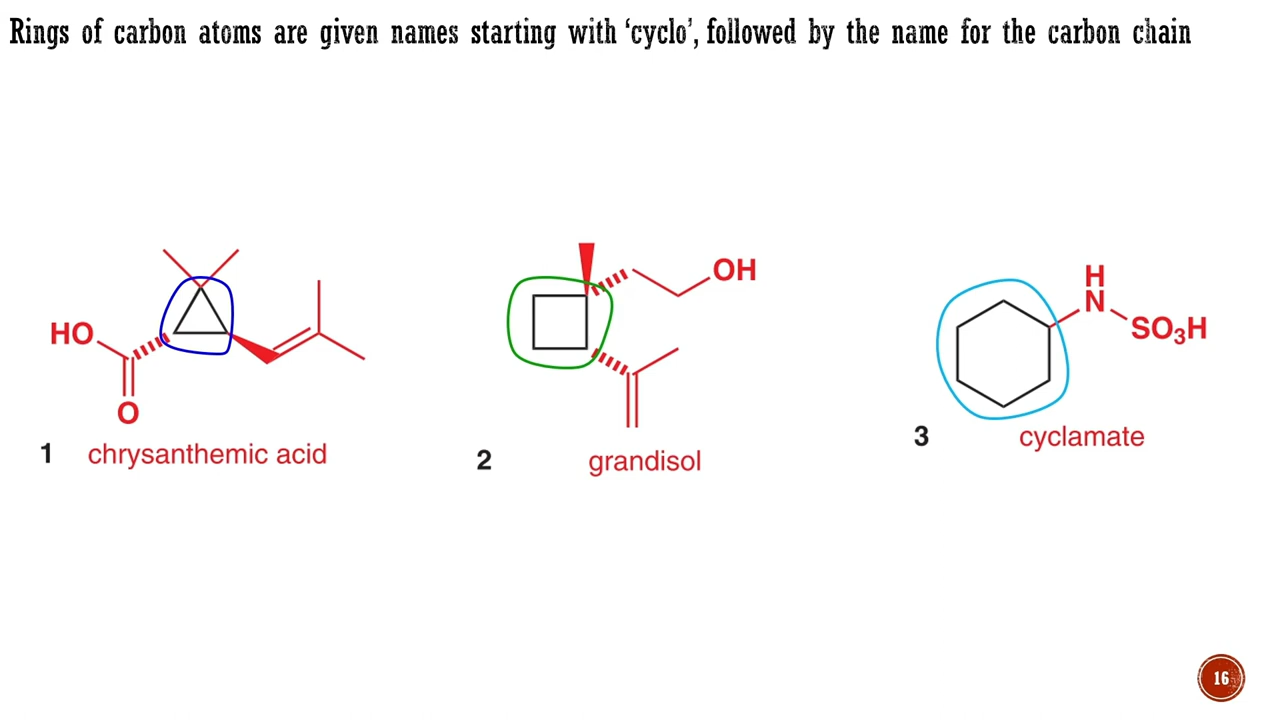 Rings of carbon atoms are given names starting with ‘cyclo’, followed by the name for the carbon chain
HO
O
1 chrysanthemic acid
OH
2 grandisol
H
N
SO₃H
3 cyclamate
16